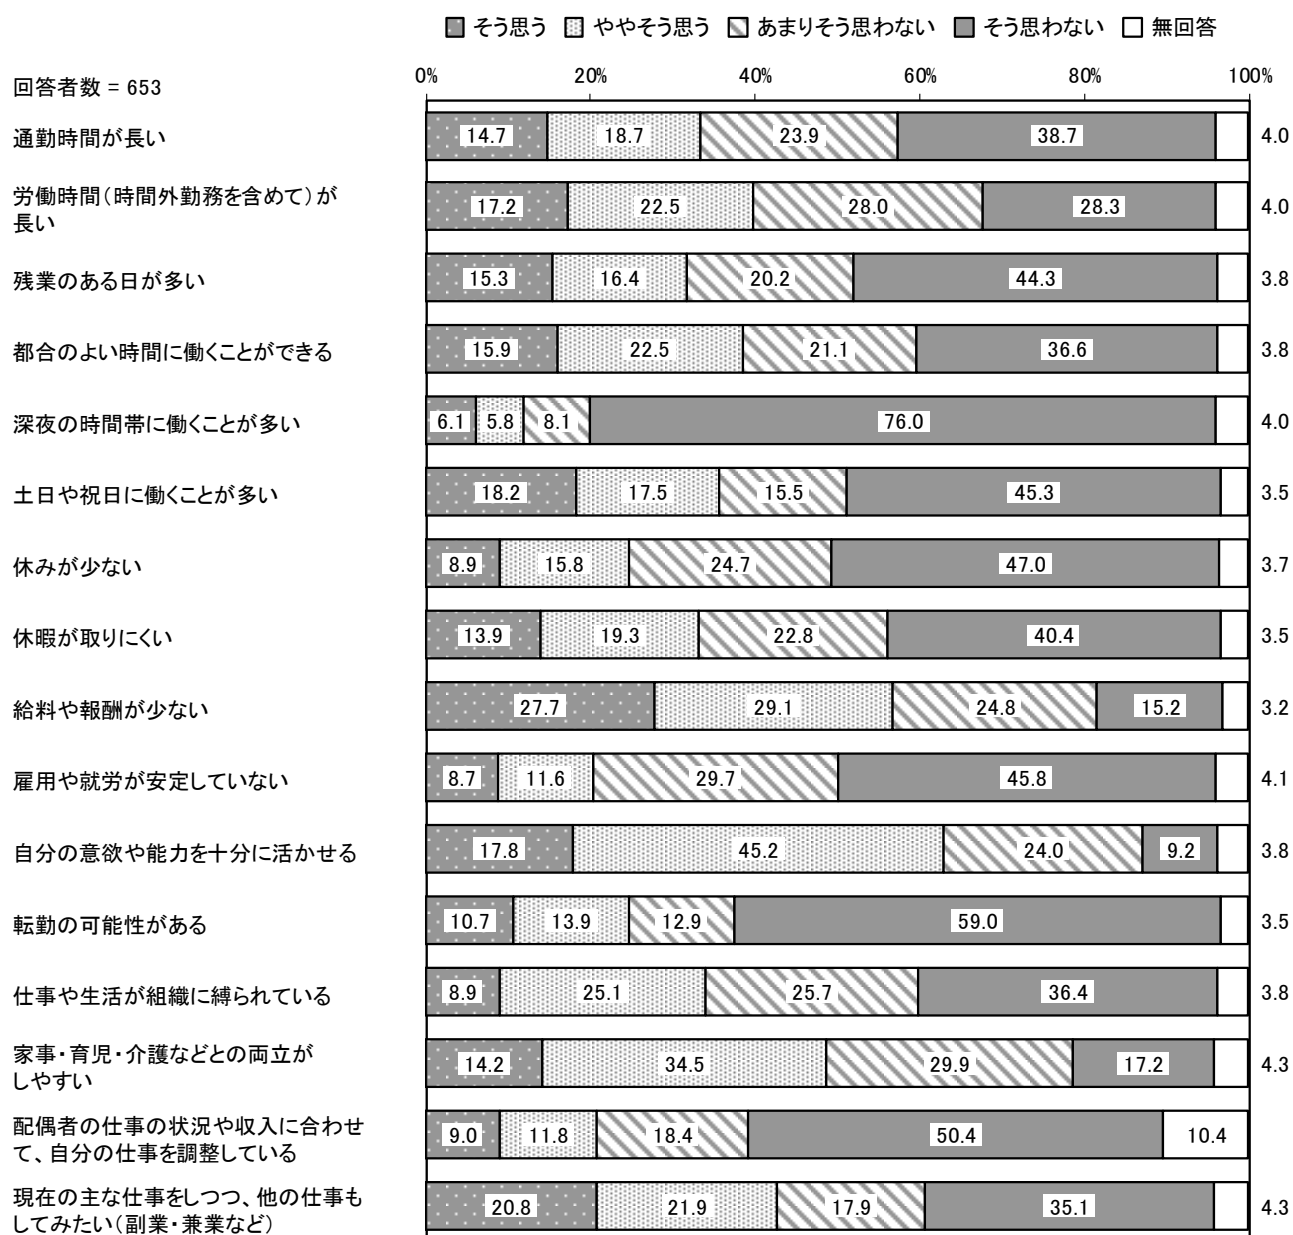 そう思う ややそう思う あまりそう思わない そう思わない 無回答
回答者数 = 653
0% 20% 40% 60% 80% 100%
通勤時間が長い 14.7 18.7 23.9 38.7 4.0
労働時間(時間外勤務を含めて)が
長い 17.2 22.5 28.0 28.3 4.0
残業のある日が多い 15.3 16.4 20.2 44.3 3.8
都合のよい時間に働くことができる 15.9 22.5 21.1 36.6 3.8
深夜の時間帯に働くことが多い 6.1 5.8 8.1 76.0 4.0
土日や祝日に働くことが多い 18.2 17.5 15.5 45.3 3.5
休みが少ない 8.9 15.8 24.7 47.0 3.7
休暇が取りにくい 13.9 19.3 22.8 40.4 3.5
給料や報酬が少ない 27.7 29.1 24.8 15.2 3.2
雇用や就労が安定していない 8.7 11.6 29.7 45.8 4.1
自分の意欲や能力を十分に活かせる 17.8 45.2 24.0 9.2 3.8
転勤の可能性がある 10.7 13.9 12.9 59.0 3.5
仕事や生活が組織に縛られている 8.9 25.1 25.7 36.4 3.8
家事・育児・介護などとの両立が
しやすい 14.2 34.5 29.9 17.2 4.3
配偶者の仕事の状況や収入に合わせ
て、自分の仕事を調整している 9.0 11.8 18.4 50.4 10.4
現在の主な仕事をしつつ、他の仕事も
してみたい(副業・兼業など) 20.8 21.9 17.9 35.1 4.3